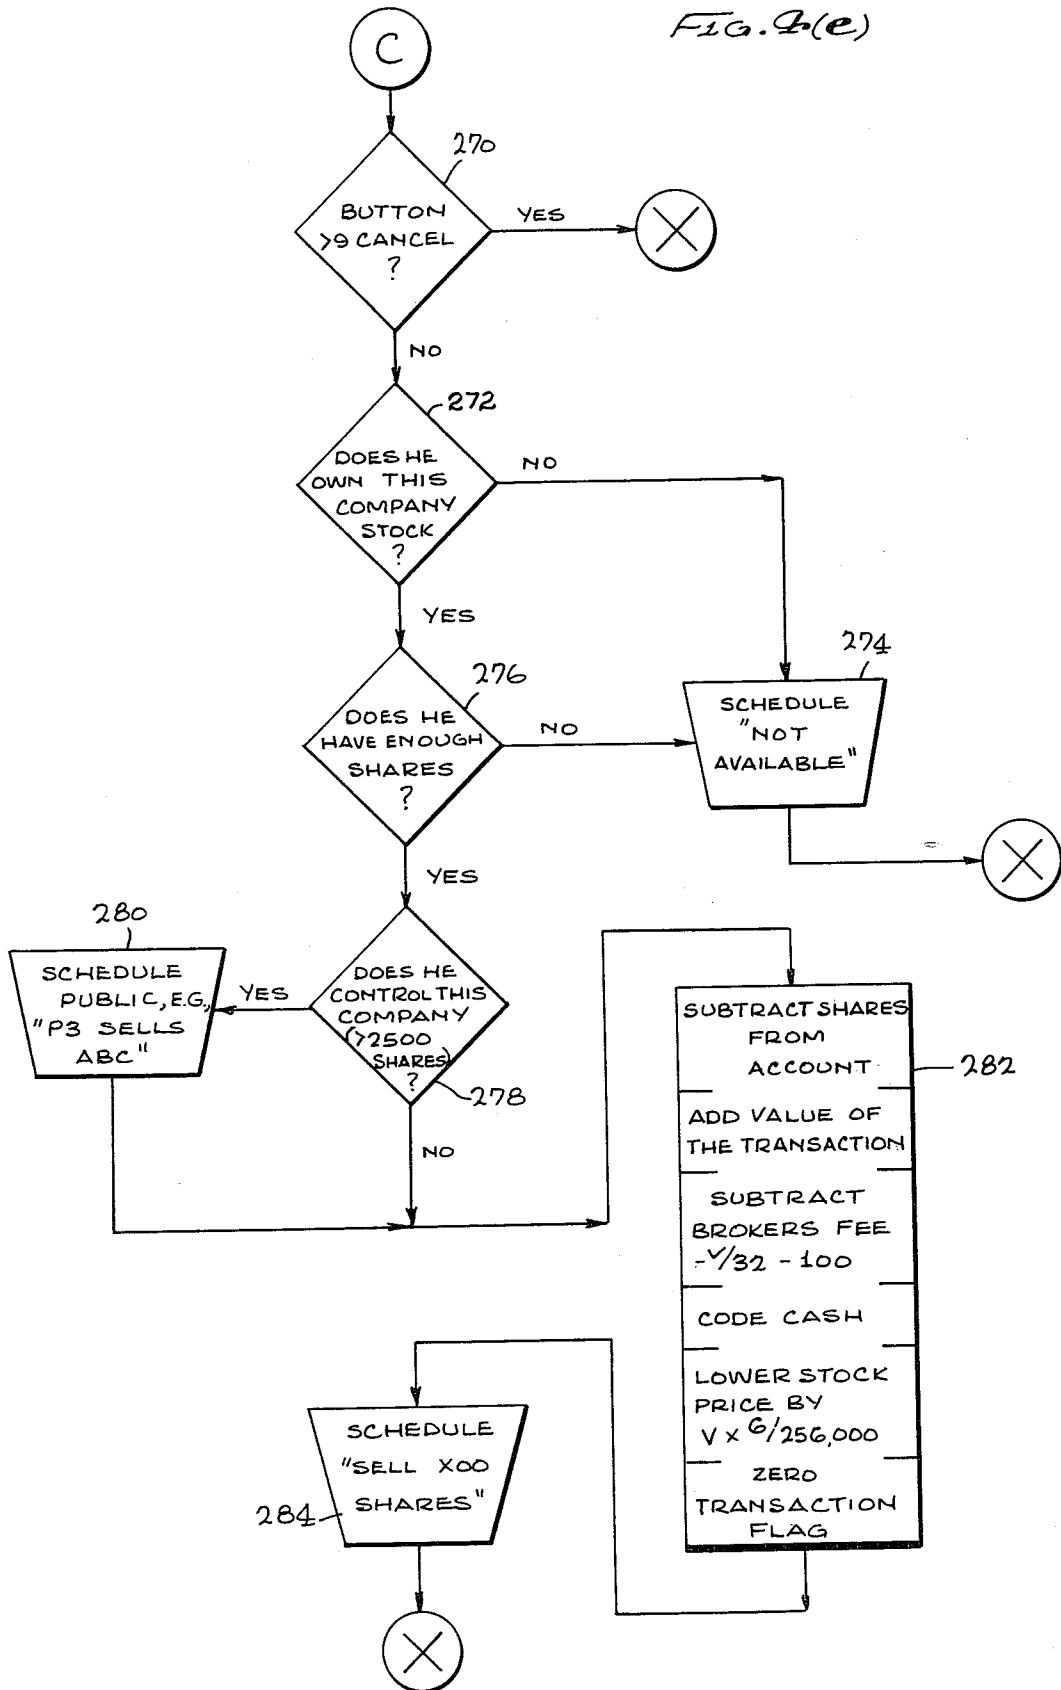 FIG. 4(e)
C
270
BUTTON
>9 CANCEL
?
YES
NO
272
DOES HE
OWN THIS
COMPANY
STOCK
?
NO
YES
274
SCHEDULE
"NOT
AVAILABLE"
276
DOES HE
HAVE ENOUGH
SHARES
?
NO
YES
280
SCHEDULE
PUBLIC, E.G.,
"P3 SELLS
ABC"
YES
DOES HE
CONTROL THIS
COMPANY
(>2500
SHARES)
?
278
NO
SUBTRACT SHARES
FROM
ACCOUNT
282
ADD VALUE OF
THE TRANSACTION
SUBTRACT
BROKERS FEE
-V/32 - 100
CODE CASH
LOWER STOCK
PRICE BY
V x 6/256,000
ZERO
TRANSACTION
FLAG
SCHEDULE
"SELL X00
SHARES"
284